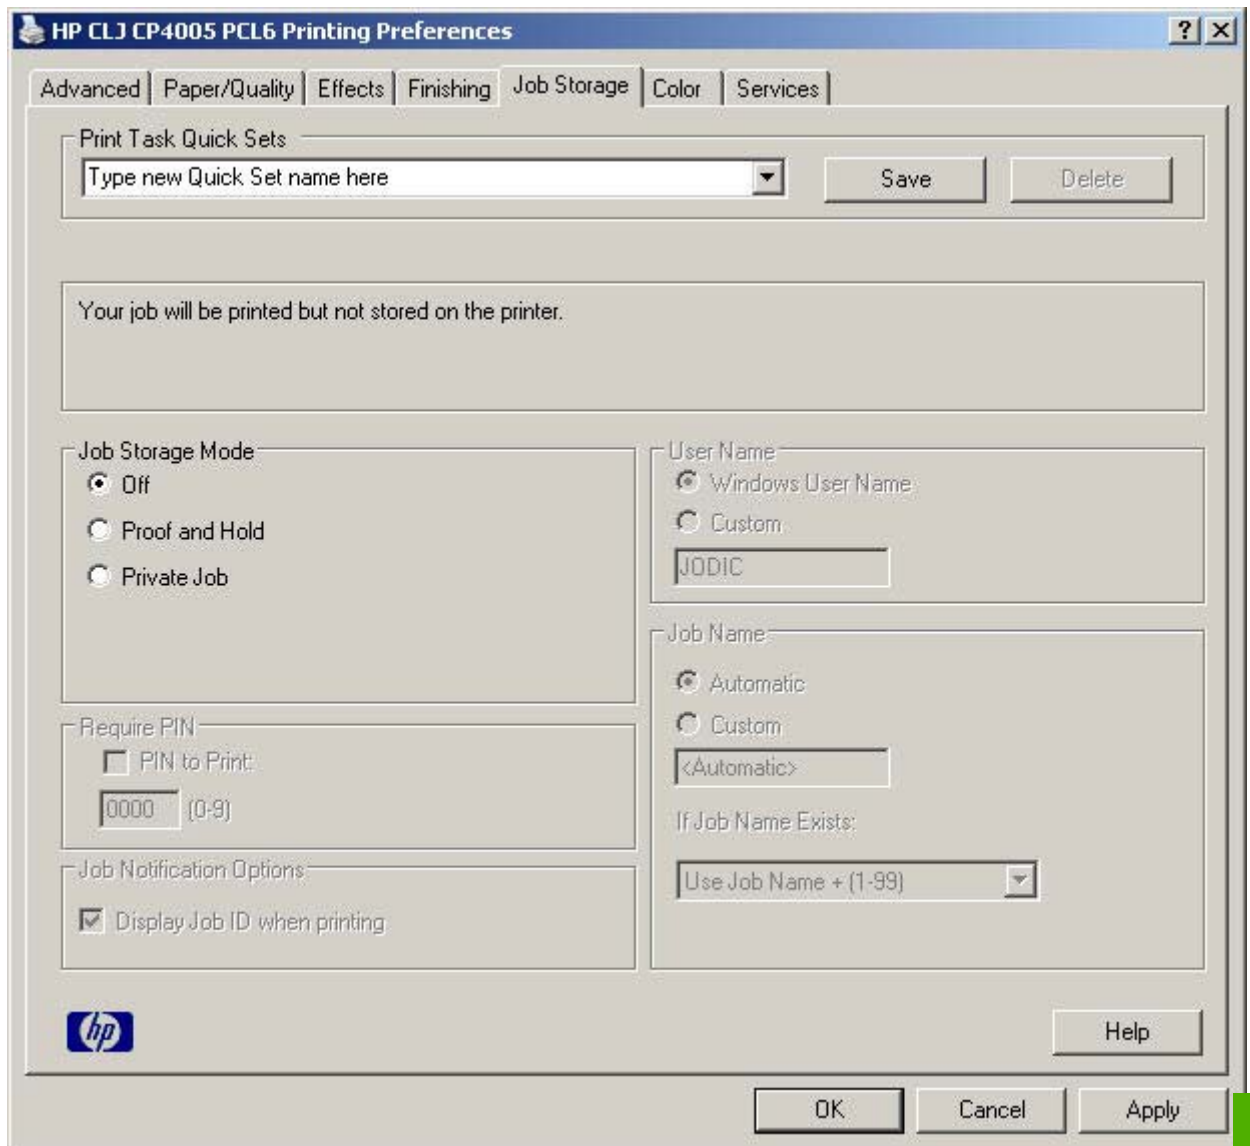 HP CLJ CP4005 PCL6 Printing Preferences
Advanced Paper/Quality Effects Finishing Job Storage Color Services
Print Task Quick Sets
Type new Quick Set name here Save Delete
Your job will be printed but not stored on the printer.
Job Storage Mode
Off
Proof and Hold
Private Job
User Name
Windows User Name
Custom
JODIC
Job Name
Automatic
Custom
<Automatic>
If Job Name Exists:
Use Job Name + (1-99)
Require PIN
PIN to Print:
0000 (0-9)
Job Notification Options:
Display Job ID when printing
hp
Help
OK Cancel Apply